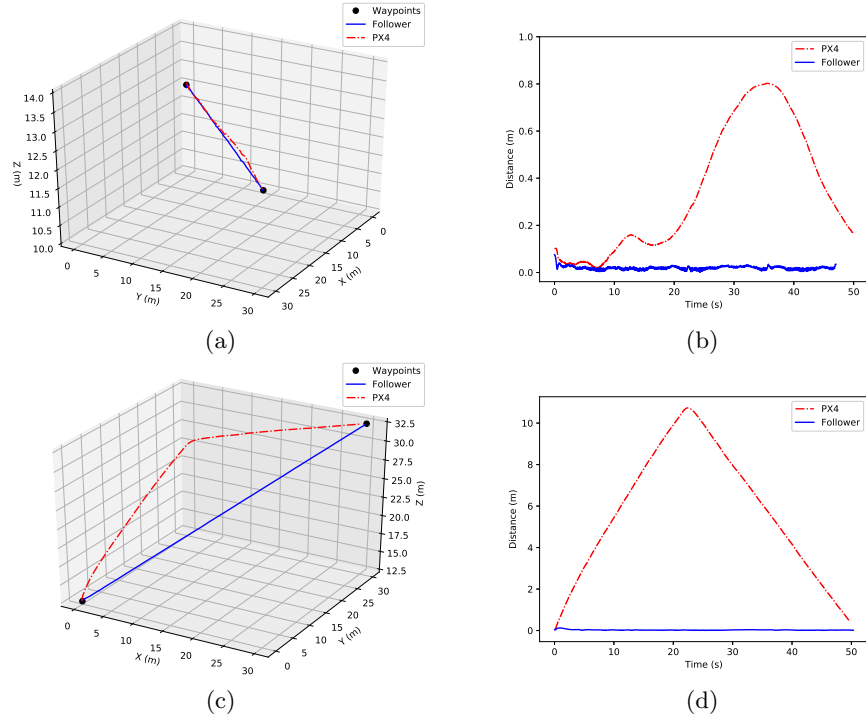 Waypoints
Follower
PX4
14.0
13.5
13.0
12.5
12.0
11.5
11.0
10.5
10.0
Z (m)
0
5
10
15
20
25
30
Y (m)
0
5
10
15
20
25
30
X (m)
(a)
PX4
Follower
1.0
0.8
0.6
0.4
0.2
0.0
Distance (m)
0
10
20
30
40
50
Time (s)
(b)
Waypoints
Follower
PX4
32.5
30.0
27.5
25.0
22.5
20.0
17.5
15.0
12.5
Z (m)
0
5
10
15
20
25
30
X (m)
0
5
10
15
20
25
30
Y (m)
(c)
PX4
Follower
10
8
6
4
2
0
Distance (m)
0
10
20
30
40
50
Time (s)
(d)